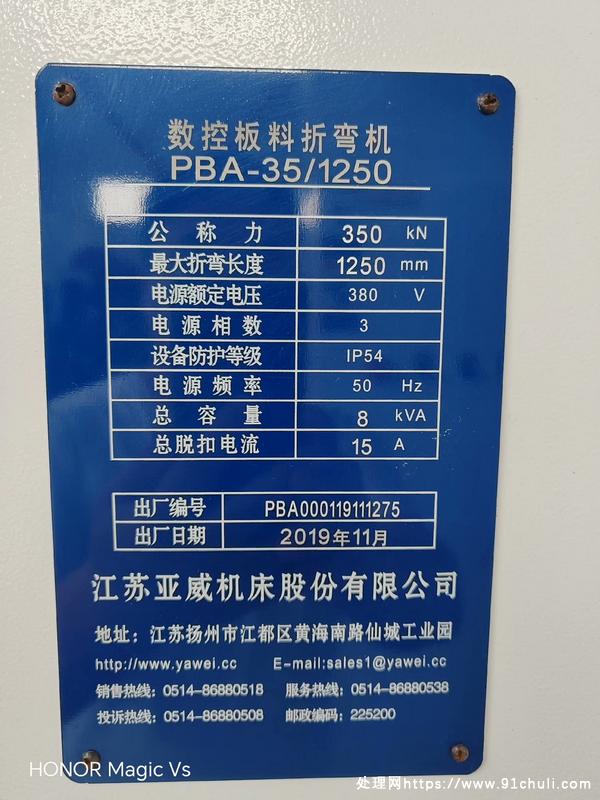 数控板料折弯机
PBA-35/1250
公称力 350 kN
最大折弯长度 1250 mm
电源额定电压 380 V
电源相数 3
设备防护等级 IP54
电源频率 50 Hz
总容量 8 kVA
总脱扣电流 15 A
出厂编号 PBA000119111275
出厂日期 2019年11月
江苏亚威机床股份有限公司
地址: 江苏扬州市江都区黄海南路仙城工业园
http://www.yawei.cc E-mail:sales1@yawei.cc
销售热线: 0514-86880518 服务热线: 0514-86880538
投诉热线: 0514-86880508 邮政编码: 225200
HONOR Magic Vs
处理网https://www.91chuli.com